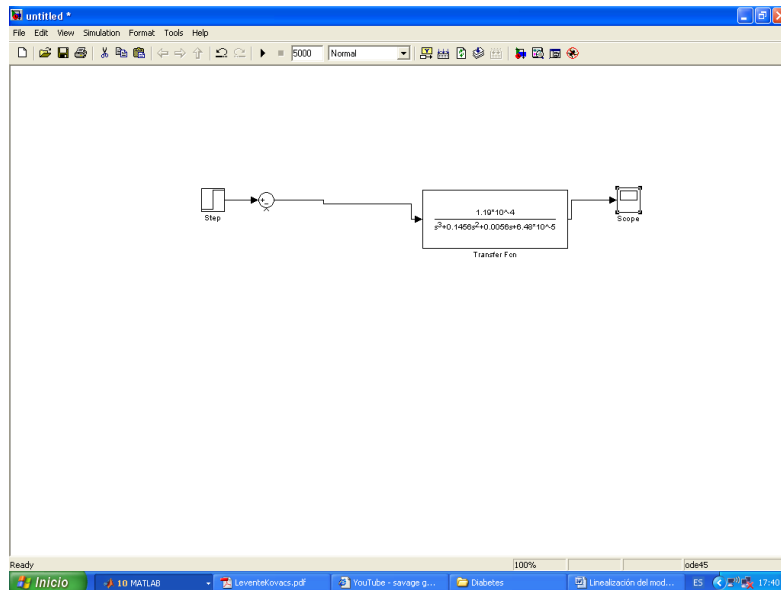 untitled *
File Edit View Simulation Format Tools Help
5000 Normal
+-
Step
1.19*10^-4
s3+0.1456s2+0.0056s+6.48*10^-5
Transfer Fcn
Scope
Ready 100% ode45
Inicio 10 MATLAB LeventeKovacs.pdf YouTube - savage g... Diabetes Linealización del mod... ES 17:40